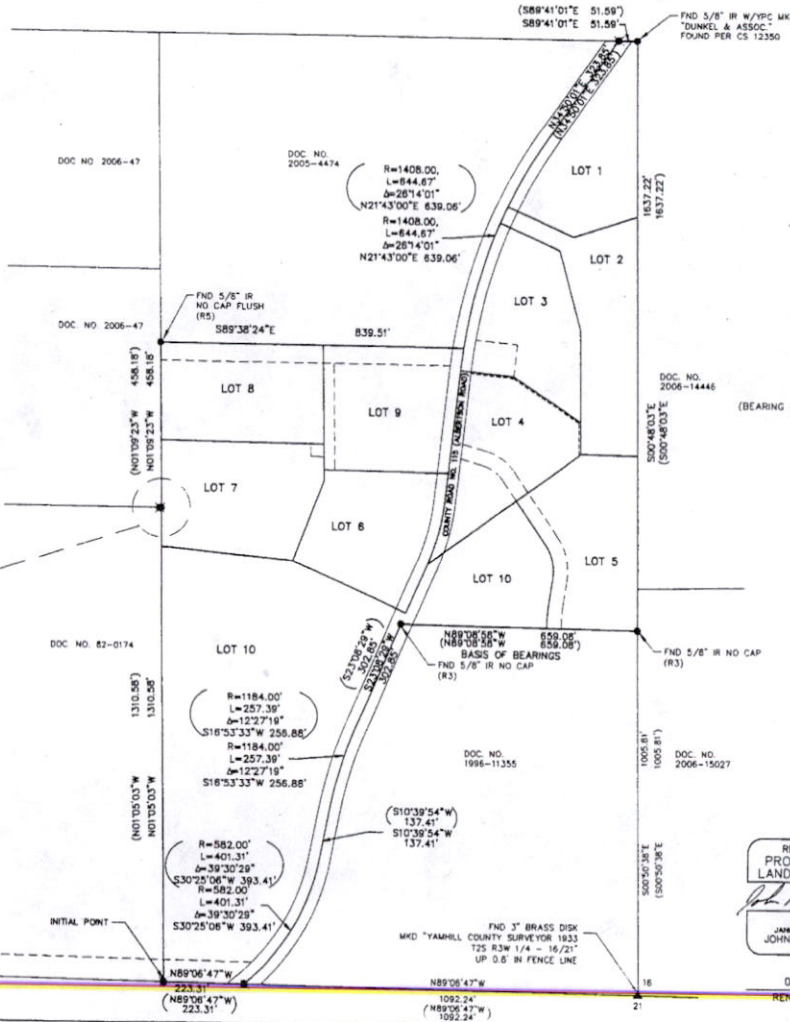 (S89°41'01"E 51.59")
S89°41'01"E 51.59'
FND 5/8" IR W/YPC MK
"DUNKEL & ASSOC."
FOUND PER CS 12350
N34°50'01"E 323.85'
(N34°50'01"E 323.85')
DOC NO 2006-47
DOC. NO.
2005-4474
R=1408.00,
L=644.67'
Δ=26°14'01"
N21°43'00"E 639.06'
R=1408.00,
L=644.67'
Δ=26°14'01"
N21°43'00"E 639.06'
LOT 1
1637.22'
1637.22')
LOT 2
LOT 3
FND 5/8" IR
NO CAP FLUSH
(R5)
DOC. NO. 2006-47
S89°38'24"E
839.51'
(N01°09'23"W 458.18')
N01°09'23"W 458.18'
LOT 8
LOT 9
LOT 4
COUNTY ROAD NO. 115 (ALBERTSON ROAD)
DOC. NO.
2006-14446
S00°48'03"E
(S00°48'03"E
(BEARING
LOT 7
LOT 6
LOT 5
LOT 10
N89°08'58"W 659.08'
(N89°08'58"W 659.08')
BASIS OF BEARINGS
FND 5/8" IR NO CAP
(R3)
FND 5/8" IR NO CAP
(R3)
DOC. NO. 82-0174
LOT 10
(S23°08'29"W
302.85')
S23°08'29"W
302.85'
R=1184.00'
L=257.39'
Δ=12°27'19"
S16°53'33"W 256.88'
R=1184.00'
L=257.39'
Δ=12°27'19"
S16°53'33"W 256.88'
1310.58')
1310.58'
(N01°05'03"W
N01°05'03"W
DOC. NO.
1996-11355
1005.81'
1005.81')
DOC. NO.
2006-15027
(S10°39'54"W
137.41')
S10°39'54"W
137.41'
S00°50'38"E
(S00°50'38"E
R=582.00'
L=401.31'
Δ=39°30'29"
S30°25'06"W 393.41'
R=582.00'
L=401.31'
Δ=39°30'29"
S30°25'06"W 393.41'
PRO
LAND
John
JOHN
INITIAL POINT
FND 3" BRASS DISK
MKD "YAMHILL COUNTY SURVEYOR 1933
T2S R3W 1/4 - 16/21"
UP 0.8' IN FENCE LINE
N89°06'47"W
223.31'
(N89°06'47"W
223.31')
N89°06'47"W
1092.24'
(N89°06'47"W
1092.24')
16
21
REN